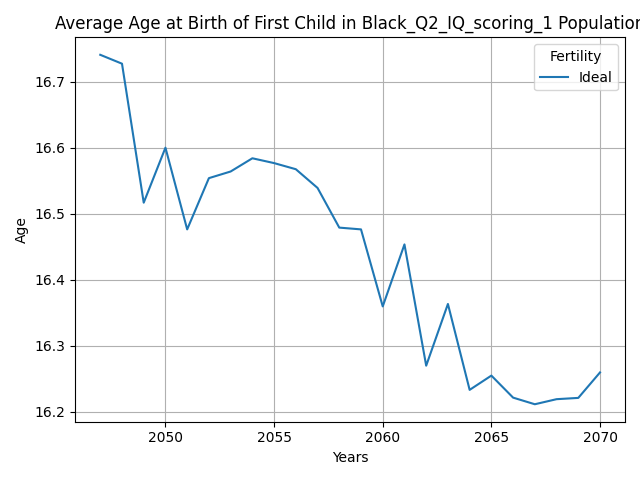 Average Age at Birth of First Child in Black_Q2_IQ_scoring_1 Population
Fertility
Ideal
16.7
16.6
16.5
16.4
16.3
16.2
Age
2050 2055 2060 2065 2070
Years